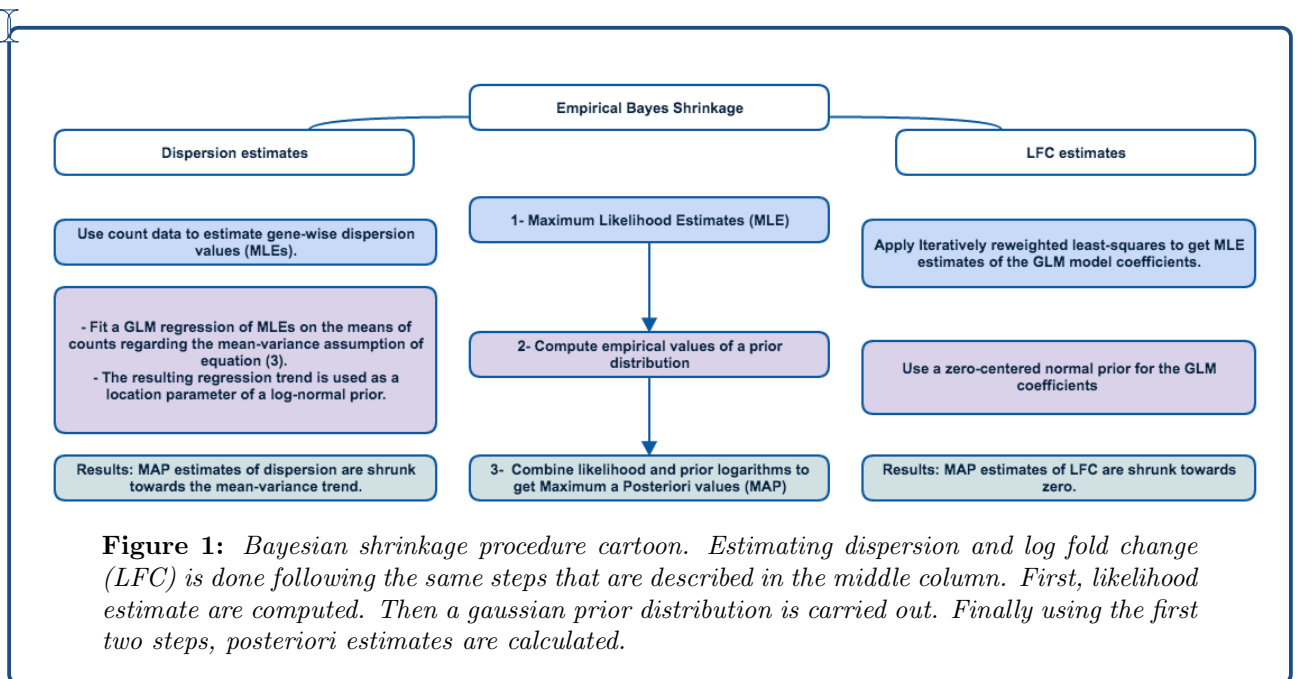 Empirical Bayes Shrinkage
Dispersion estimates
LFC estimates
1- Maximum Likelihood Estimates (MLE)
Use count data to estimate gene-wise dispersion
values (MLEs).
Apply Iteratively reweighted least-squares to get MLE
estimates of the GLM model coefficients.
- Fit a GLM regression of MLEs on the means of
counts regarding the mean-variance assumption of
equation (3).
- The resulting regression trend is used as a
location parameter of a log-normal prior.
2- Compute empirical values of a prior
distribution
Use a zero-centered normal prior for the GLM
coefficients
Results: MAP estimates of dispersion are shrunk
towards the mean-variance trend.
3- Combine likelihood and prior logarithms to
get Maximum a Posteriori values (MAP)
Results: MAP estimates of LFC are shrunk towards
zero.
Figure 1: Bayesian shrinkage procedure cartoon. Estimating dispersion and log fold change
(LFC) is done following the same steps that are described in the middle column. First, likelihood
estimate are computed. Then a gaussian prior distribution is carried out. Finally using the first
two steps, posteriori estimates are calculated.